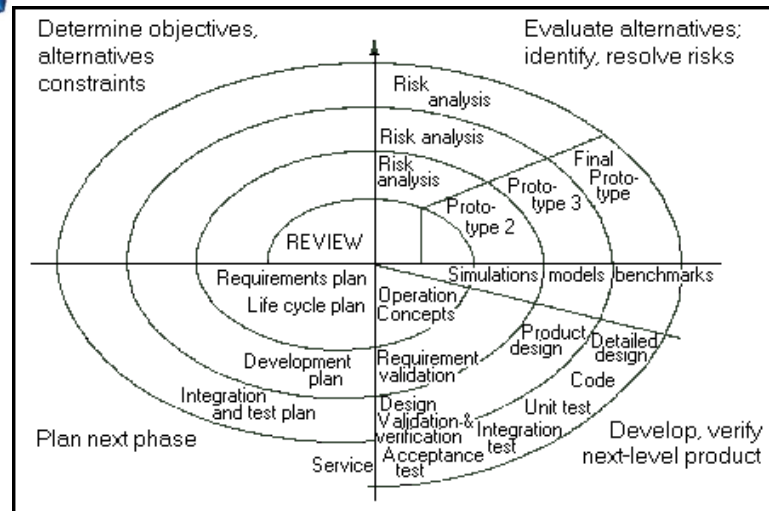 Determine objectives,
alternatives
constraints
Evaluate alternatives;
identify, resolve risks
Risk
analysis
Risk analysis
Risk
analysis
Final
Proto-
type
Proto-
type 3
Proto-
type 2
REVIEW
Requirements plan
Life cycle plan
Simulations models benchmarks
Operation
Concepts
Development
plan
Requirement
validation
Product
design
Detailed
design
Integration
and test plan
Design
Validation&
verification
Code
Unit test
Integration
test
Acceptance
test
Service
Plan next phase
Develop, verify
next-level product